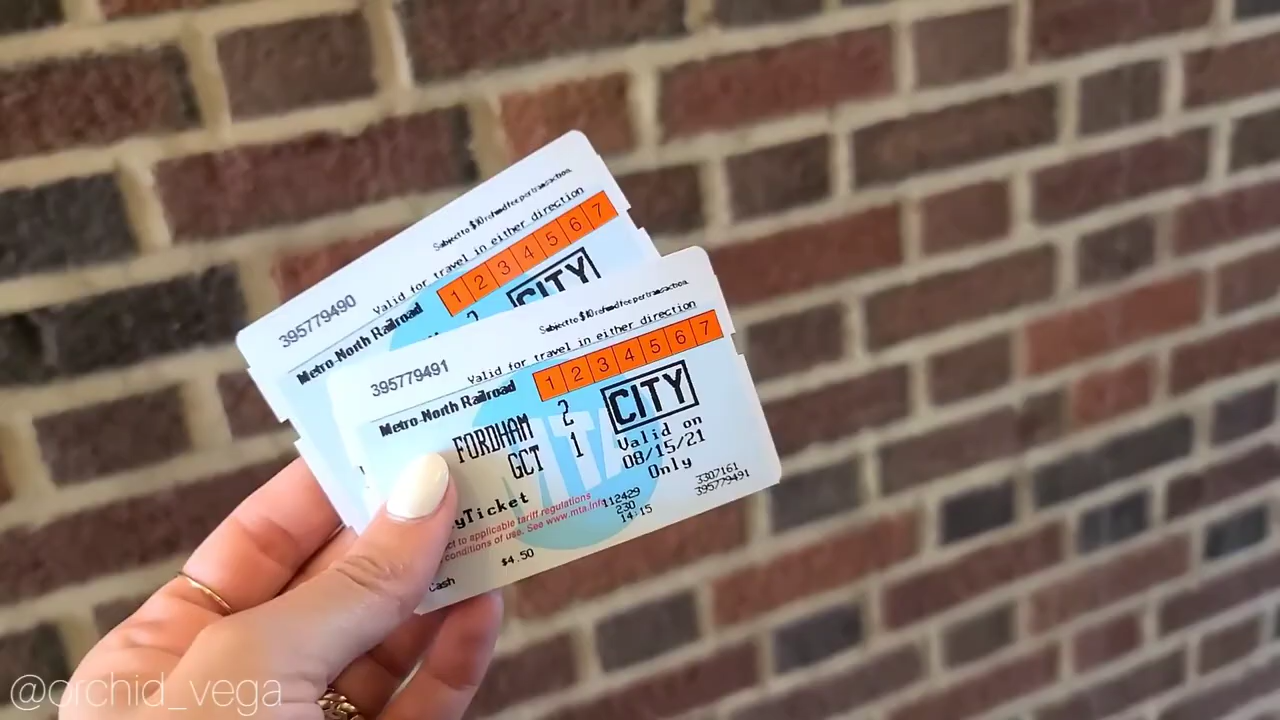 Subject to $10 refund fee per transaction.
395779490
Valid for travel in either direction
1 2 3 4 5 6 7
Metro-North Railroad
CITY
2
Subject to $10 refund fee per transaction.
395779491
Valid for travel in either direction
1 2 3 4 5 6 7
Metro-North Railroad
FORDHAM 2
GCT 1
CITY
Valid on
08/15/21
Only
MTA
yTicket
ct to applicable tariff regulations
conditions of use. See www.mta.info
112429
230
14:15
3307161
395779491
Cash $4.50
@orchid_vega